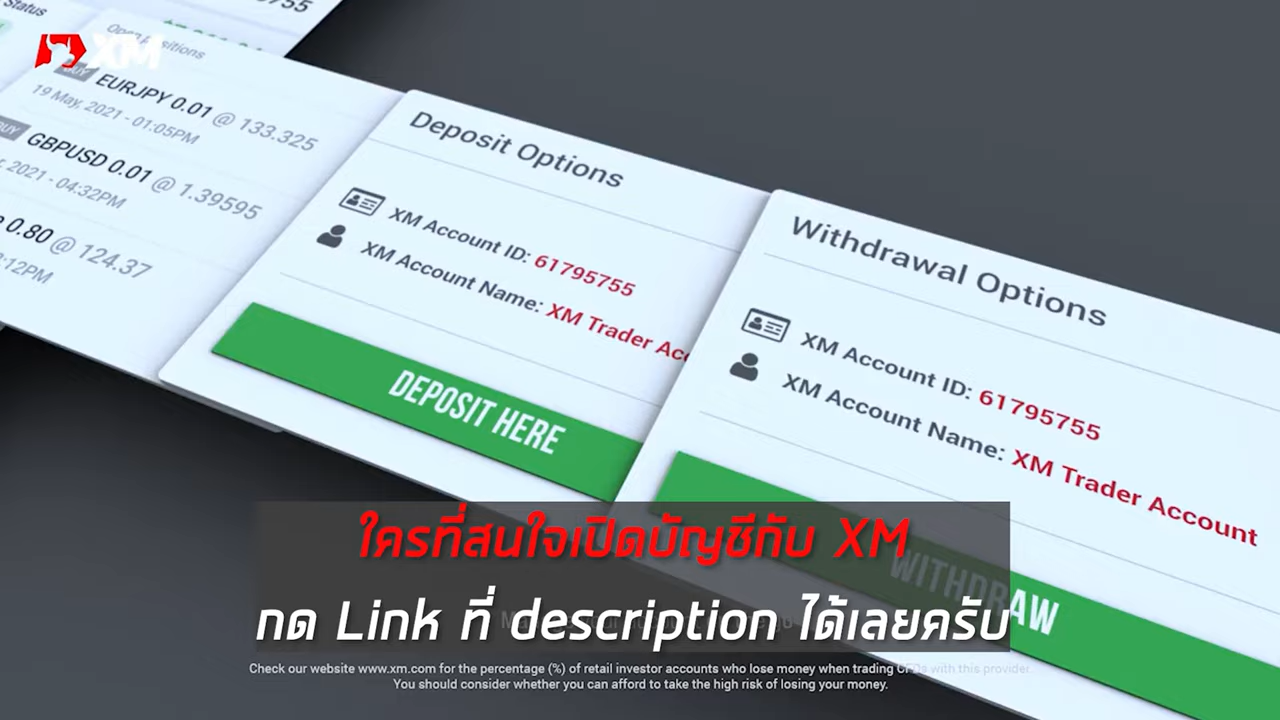 Status
55755
XM
Open Positions
BUY EURJPY 0.01 @ 133.325
19 May, 2021 - 01:05PM
BUY GBPUSD 0.01 @ 1.39595
2021 - 04:32PM
0.80 @ 124.37
:12PM
Deposit Options
XM Account ID: 61795755
XM Account Name: XM Trader Acc
DEPOSIT HERE
Withdrawal Options
XM Account ID: 61795755
XM Account Name: XM Trader Account
WITHDRAW
ใครที่สนใจเปิดบัญชีกับ XM
กด Link ที่ description ได้เลยครับ
Check our website www.xm.com for the percentage (%) of retail investor accounts who lose money when trading CFDs with this provider.
You should consider whether you can afford to take the high risk of losing your money.